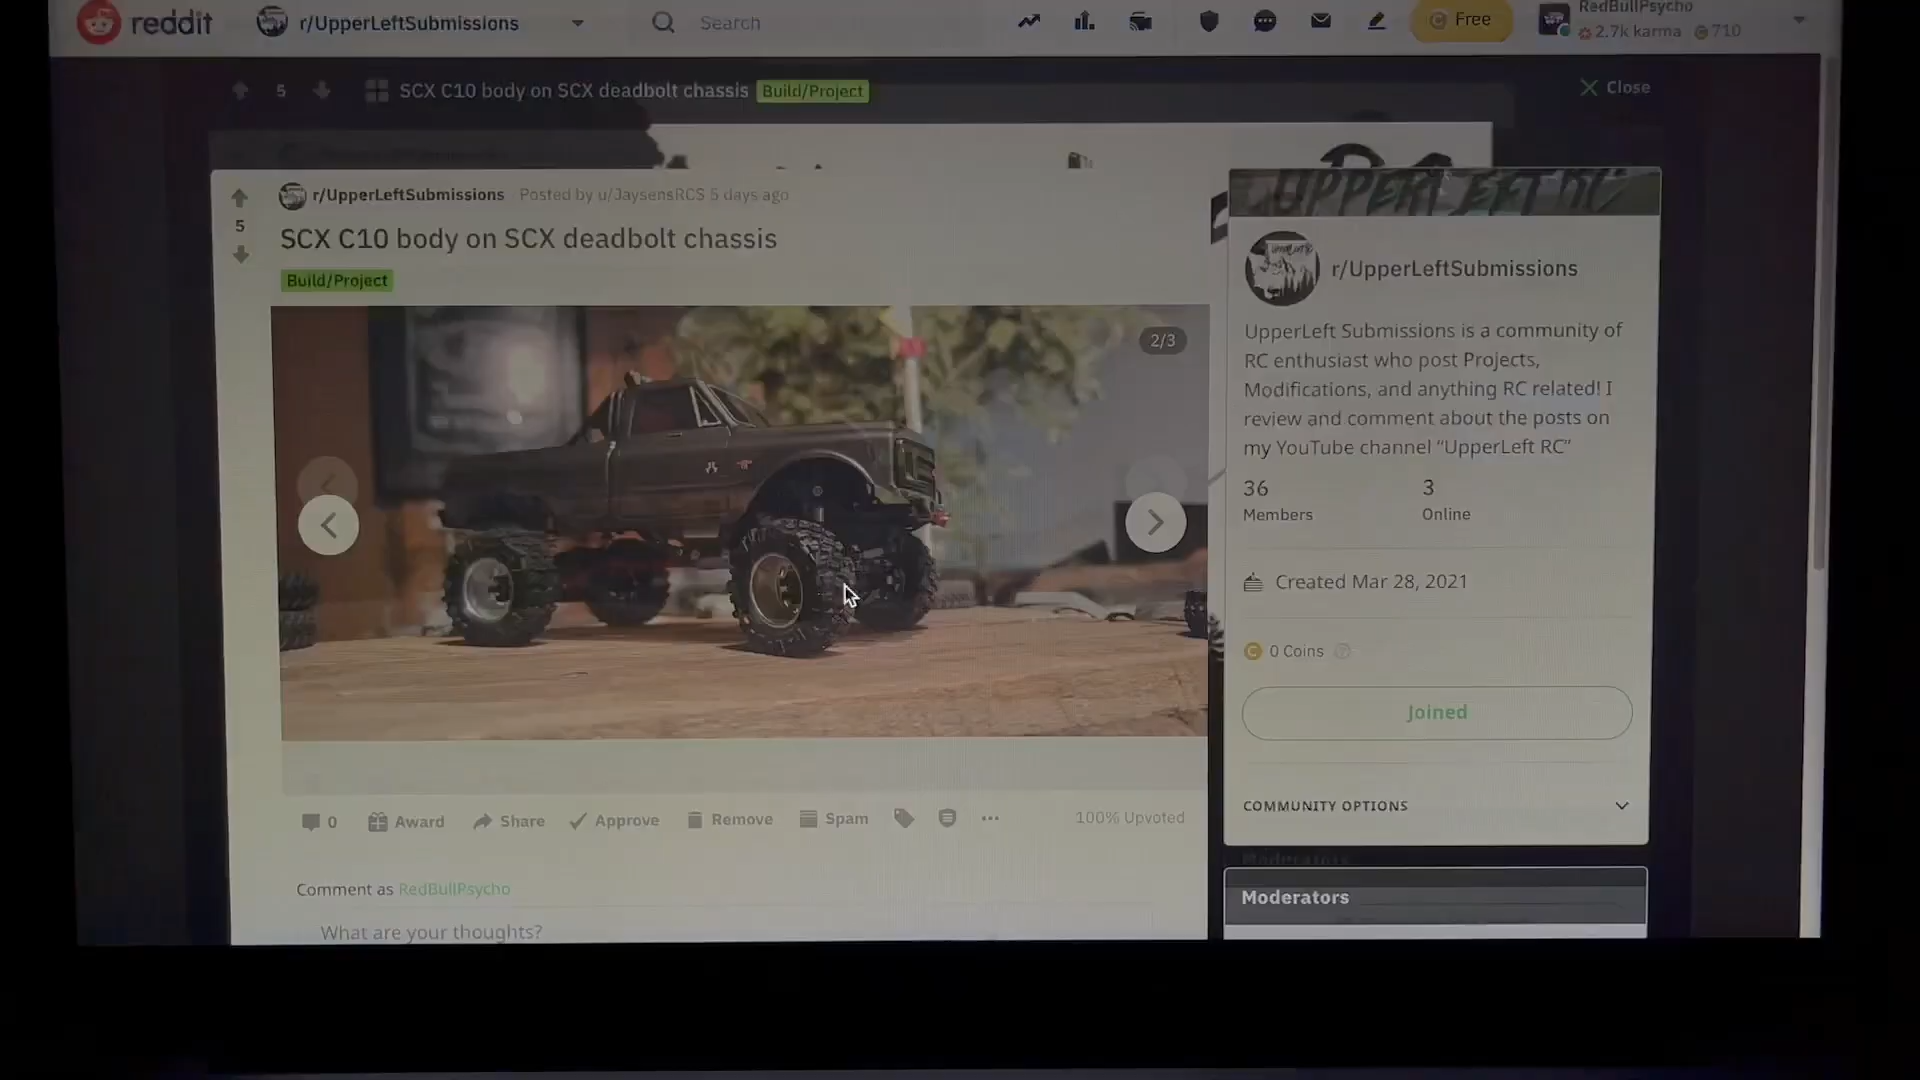 reddit
r/UpperLeftSubmissions
Search
Free
RedBullPsycho
2.7k karma
710
5
SCX C10 body on SCX deadbolt chassis
Build/Project
Close
r/UpperLeftSubmissions
Posted by u/JaysensRCS 5 days ago
5
SCX C10 body on SCX deadbolt chassis
Build/Project
2/3
0
Award
Share
Approve
Remove
Spam
100% Upvoted
Comment as RedBullPsycho
What are your thoughts?
UPPERLEFT RC
r/UpperLeftSubmissions
UpperLeft Submissions is a community of
RC enthusiast who post Projects,
Modifications, and anything RC related! I
review and comment about the posts on
my YouTube channel “UpperLeft RC”
36
Members
3
Online
Created Mar 28, 2021
0 Coins
Joined
COMMUNITY OPTIONS
Moderators
Moderators